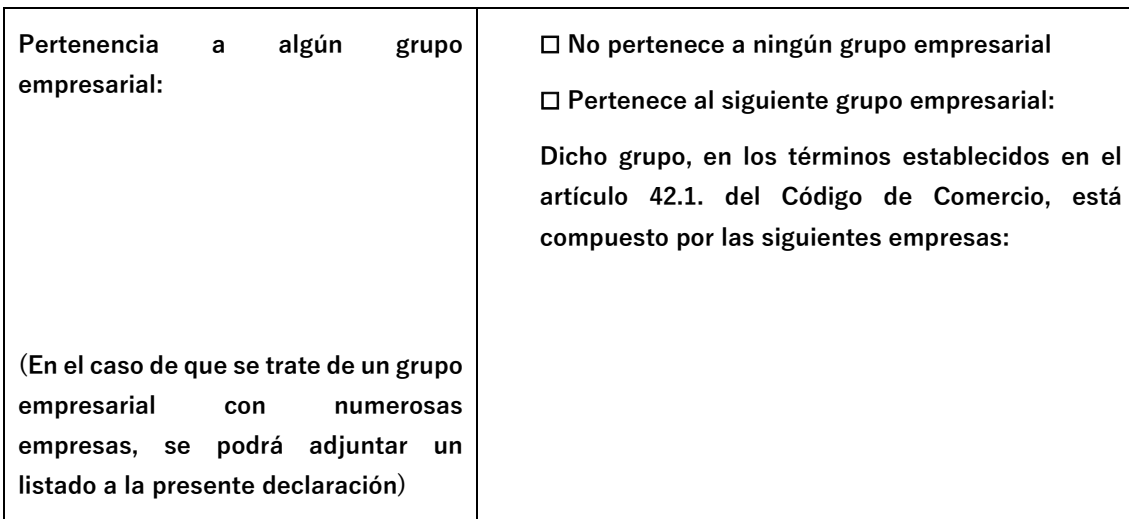 Pertenencia a algún grupo
empresarial:
(En el caso de que se trate de un grupo
empresarial con numerosas
empresas, se podrá adjuntar un
listado a la presente declaración)
☐ No pertenece a ningún grupo empresarial
☐ Pertenece al siguiente grupo empresarial:
Dicho grupo, en los términos establecidos en el
artículo 42.1. del Código de Comercio, está
compuesto por las siguientes empresas: